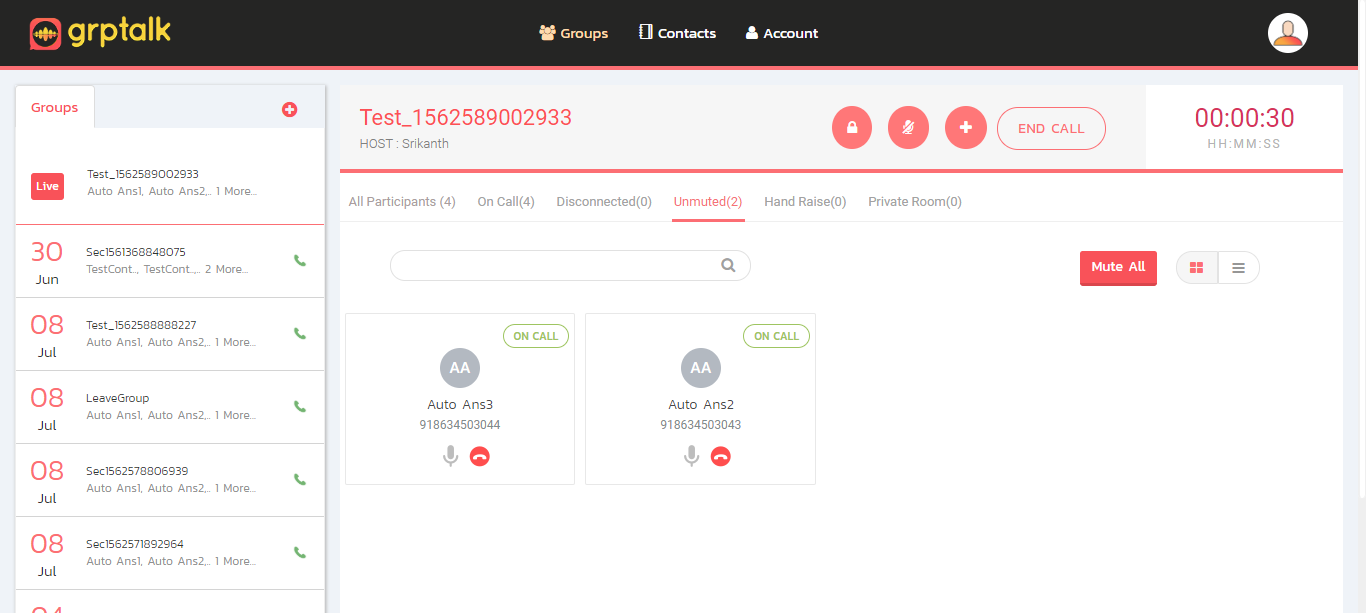 grptalk
Groups
Contacts
Account
Groups
Live
Test_1562589002933
Auto Ans1, Auto Ans2,.. 1 More...
30
Jun
Sec1561368848075
TestCont.., TestCont..,.. 2 More...
08
Jul
Test_1562588888227
Auto Ans1, Auto Ans2,.. 1 More...
08
Jul
LeaveGroup
Auto Ans1, Auto Ans2,.. 1 More...
08
Jul
Sec1562578806939
Auto Ans1, Auto Ans2,.. 1 More...
08
Jul
Sec1562571892964
Auto Ans1, Auto Ans2,.. 1 More...
Test_1562589002933
HOST : Srikanth
END CALL
00:00:30
HH:MM:SS
All Participants (4)
On Call(4)
Disconnected(0)
Unmuted(2)
Hand Raise(0)
Private Room(0)
Mute All
ON CALL
AA
Auto Ans3
918634503044
ON CALL
AA
Auto Ans2
918634503043